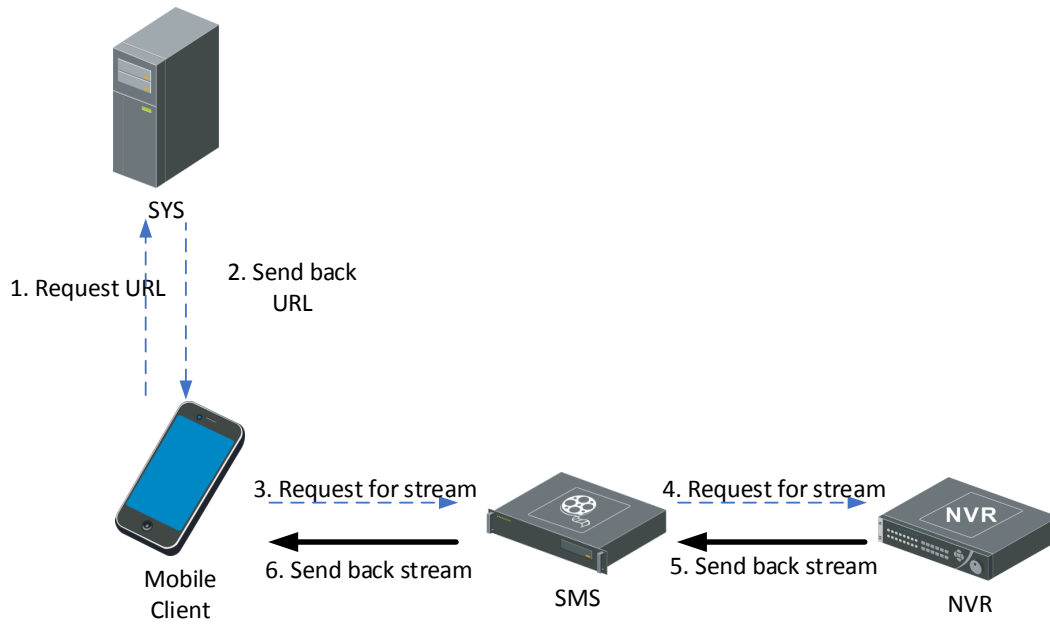 SYS
1. Request URL
2. Send back
URL
3. Request for stream
4. Request for stream
NVR
6. Send back stream
5. Send back stream
Mobile
Client
SMS
NVR